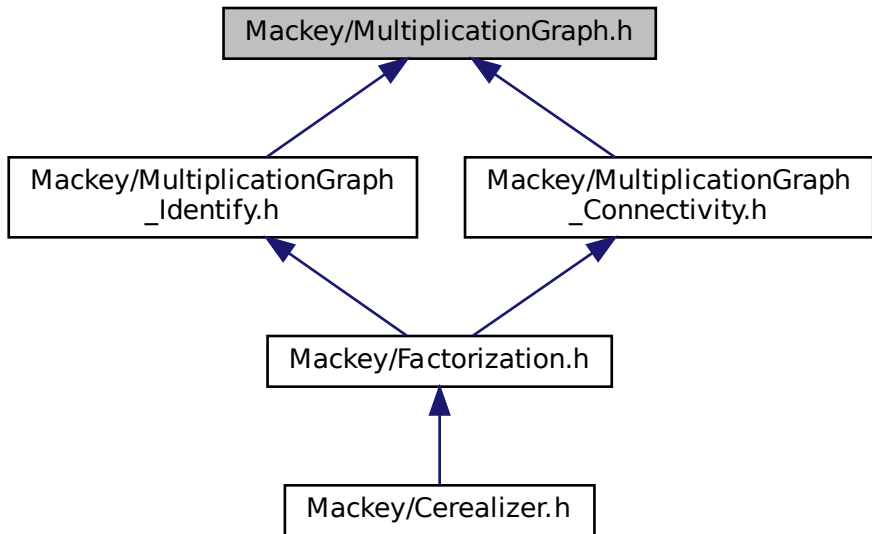 Mackey/MultiplicationGraph.h
Mackey/MultiplicationGraph
_Identify.h
Mackey/MultiplicationGraph
_Connectivity.h
Mackey/Factorization.h
Mackey/Cerealizer.h